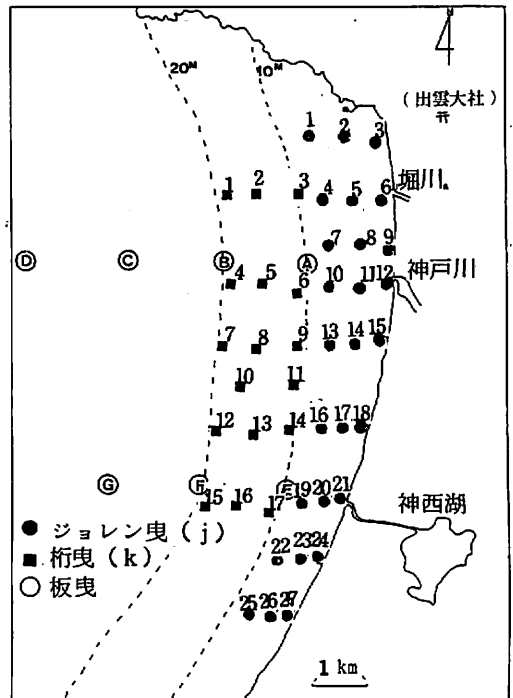 N
20M
10M
(出雲大社)
1 2 3
1 2 3 4 5 6
堀川
7 8 9
D C B A
4 5 6 10 11 12
神戸川
7 8 9 13 14 15
10 11
12 13 14 16 17 18
G F E
15 16 17 19 20 21
神西湖
● ジョレン曳 (j)
■ 桁曳 (k)
○ 板曳
22 23 24
25 26 27
1 km